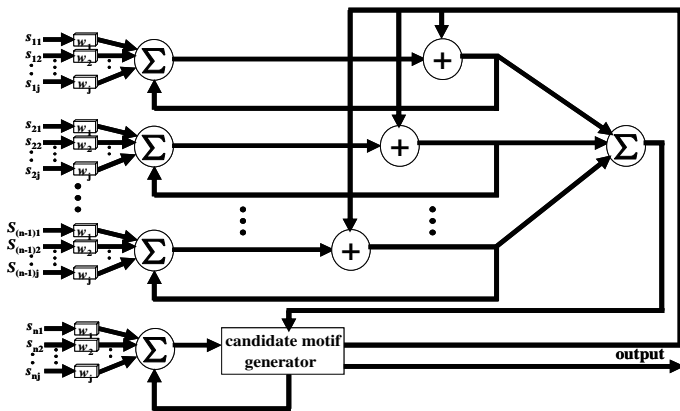 s11 w1
s12 w2 Σ +
s1j wj
s21 w1
s22 w2 Σ + Σ
s2j wj
S(n-1)1 w1
S(n-1)2 w2 Σ +
S(n-1)j wj
sn1 w1
sn2 w2 Σ candidate motif
generator
output
snj wj